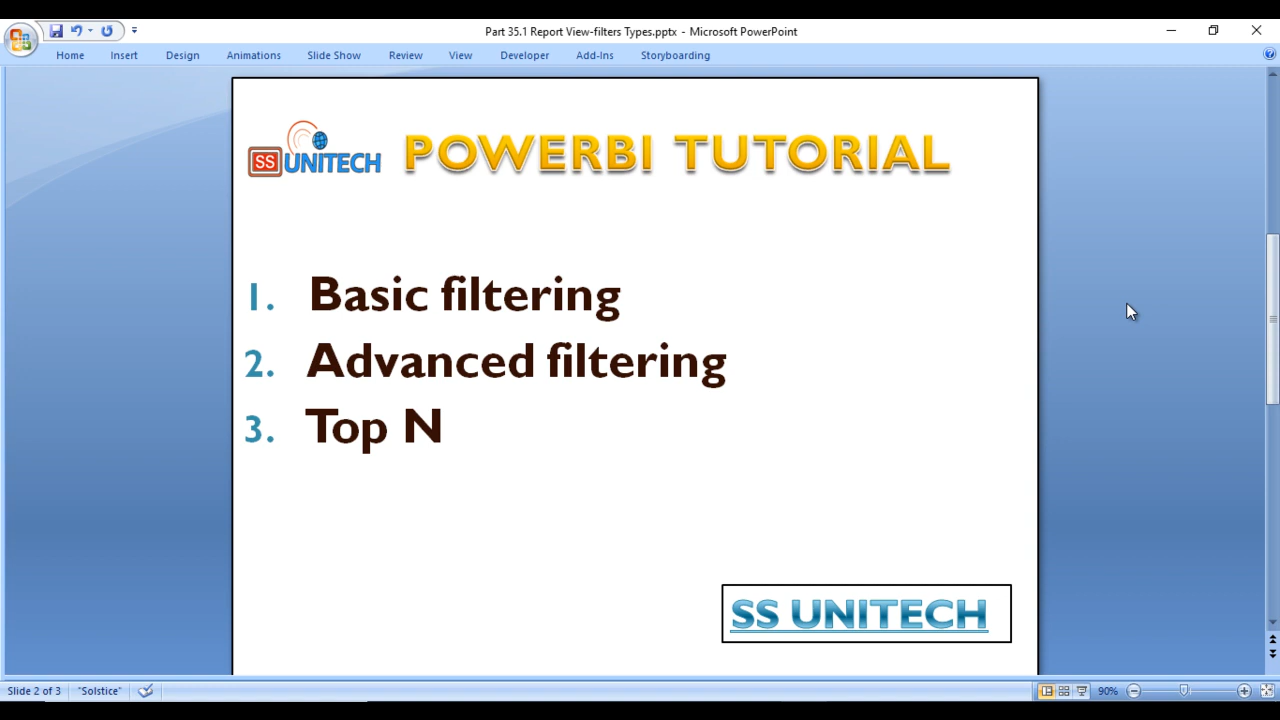 Part 35.1 Report View-filters Types.pptx - Microsoft PowerPoint
Home Insert Design Animations Slide Show Review View Developer Add-Ins Storyboarding
SS UNITECH POWERBI TUTORIAL
1. Basic filtering
2. Advanced filtering
3. Top N
SS UNITECH
Slide 2 of 3 "Solstice" 90%